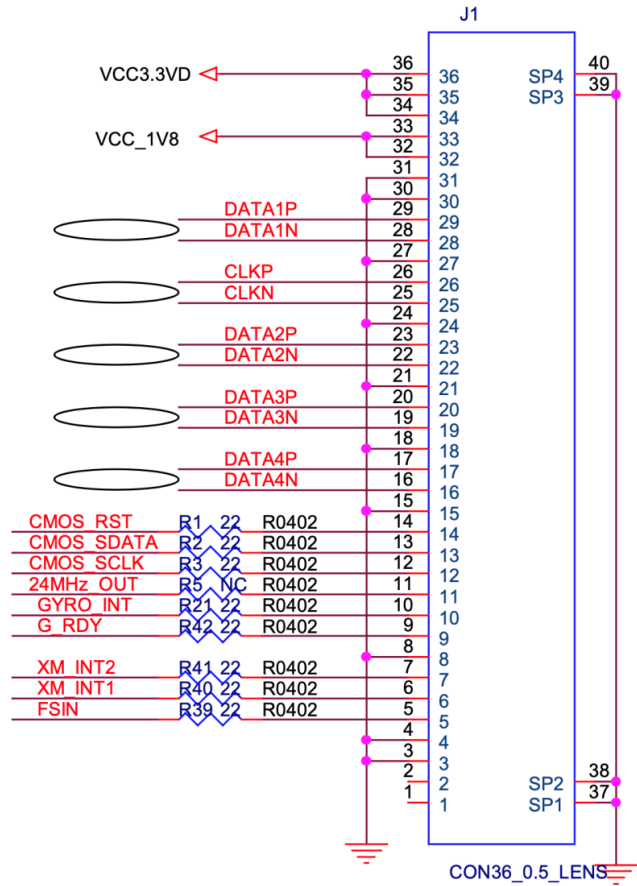 J1
VCC3.3VD 36 36 SP4 40
35 35 SP3 39
34 34
VCC_1V8 33 33
32 32
31 31
30 30
DATA1P 29 29
DATA1N 28 28
27 27
CLKP 26 26
CLKN 25 25
24 24
DATA2P 23 23
DATA2N 22 22
21 21
DATA3P 20 20
DATA3N 19 19
18 18
DATA4P 17 17
DATA4N 16 16
15 15
CMOS_RST R1 22 R0402 14 14
CMOS_SDATA R2 22 R0402 13 13
CMOS_SCLK R3 22 R0402 12 12
24MHz_OUT R5 NC R0402 11 11
GYRO_INT R21 22 R0402 10 10
G_RDY R42 22 R0402 9 9
8 8
XM_INT2 R41 22 R0402 7 7
XM_INT1 R40 22 R0402 6 6
FSIN R39 22 R0402 5 5
4 4
3 3
2 2 SP2 38
1 1 SP1 37
CON36_0.5_LENS